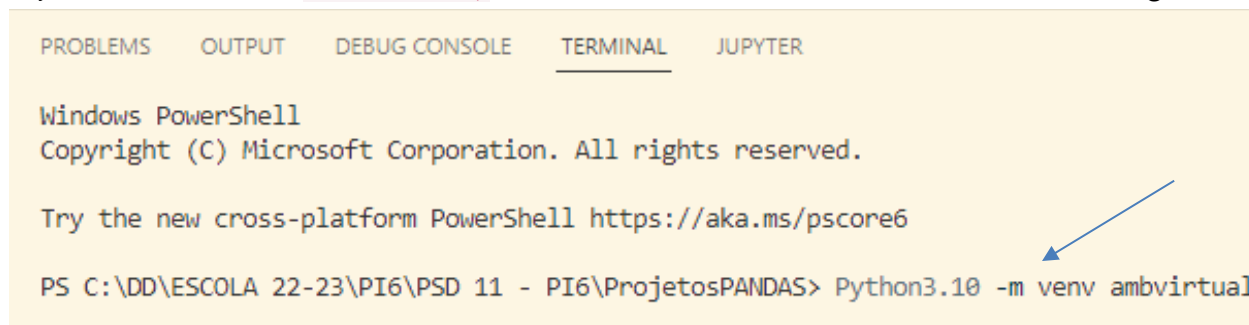 PROBLEMS OUTPUT DEBUG CONSOLE TERMINAL JUPYTER
Windows PowerShell
Copyright (C) Microsoft Corporation. All rights reserved.
Try the new cross-platform PowerShell https://aka.ms/pscore6
PS C:\DD\ESCOLA 22-23\PI6\PSD 11 - PI6\ProjetosPANDAS> Python3.10 -m venv ambvirtual